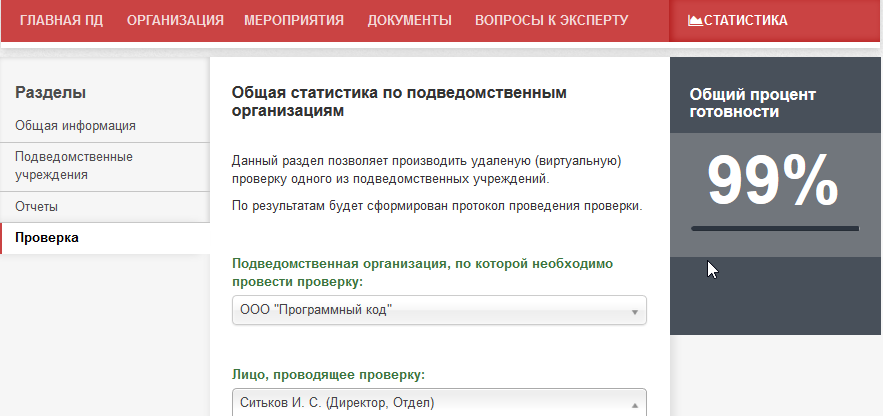 ГЛАВНАЯ ПД ОРГАНИЗАЦИЯ МЕРОПРИЯТИЯ ДОКУМЕНТЫ ВОПРОСЫ К ЭКСПЕРТУ СТАТИСТИКА
Разделы
Общая информация
Подведомственные
учреждения
Отчеты
Проверка
Общая статистика по подведомственным
организациям
Данный раздел позволяет производить удаленую (виртуальную)
проверку одного из подведомственных учреждений.
По результатам будет сформирован протокол проведения проверки.
Подведомственная организация, по которой необходимо
провести проверку:
ООО "Программный код"
Лицо, проводящее проверку:
Ситьков И. С. (Директор, Отдел)
Общий процент
готовности
99%